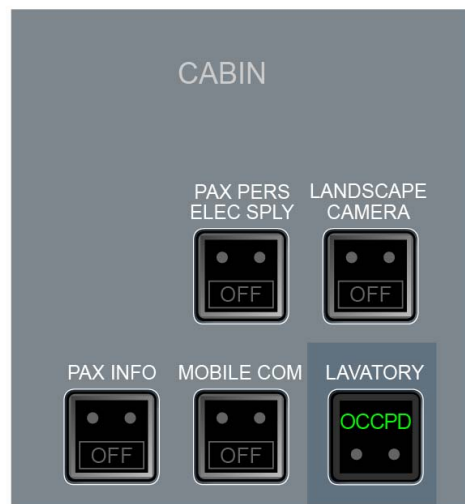 CABIN
PAX PERS
ELEC SPLY
LANDSCAPE
CAMERA
OFF
OFF
PAX INFO
MOBILE COM
LAVATORY
OFF
OFF
OCCPD